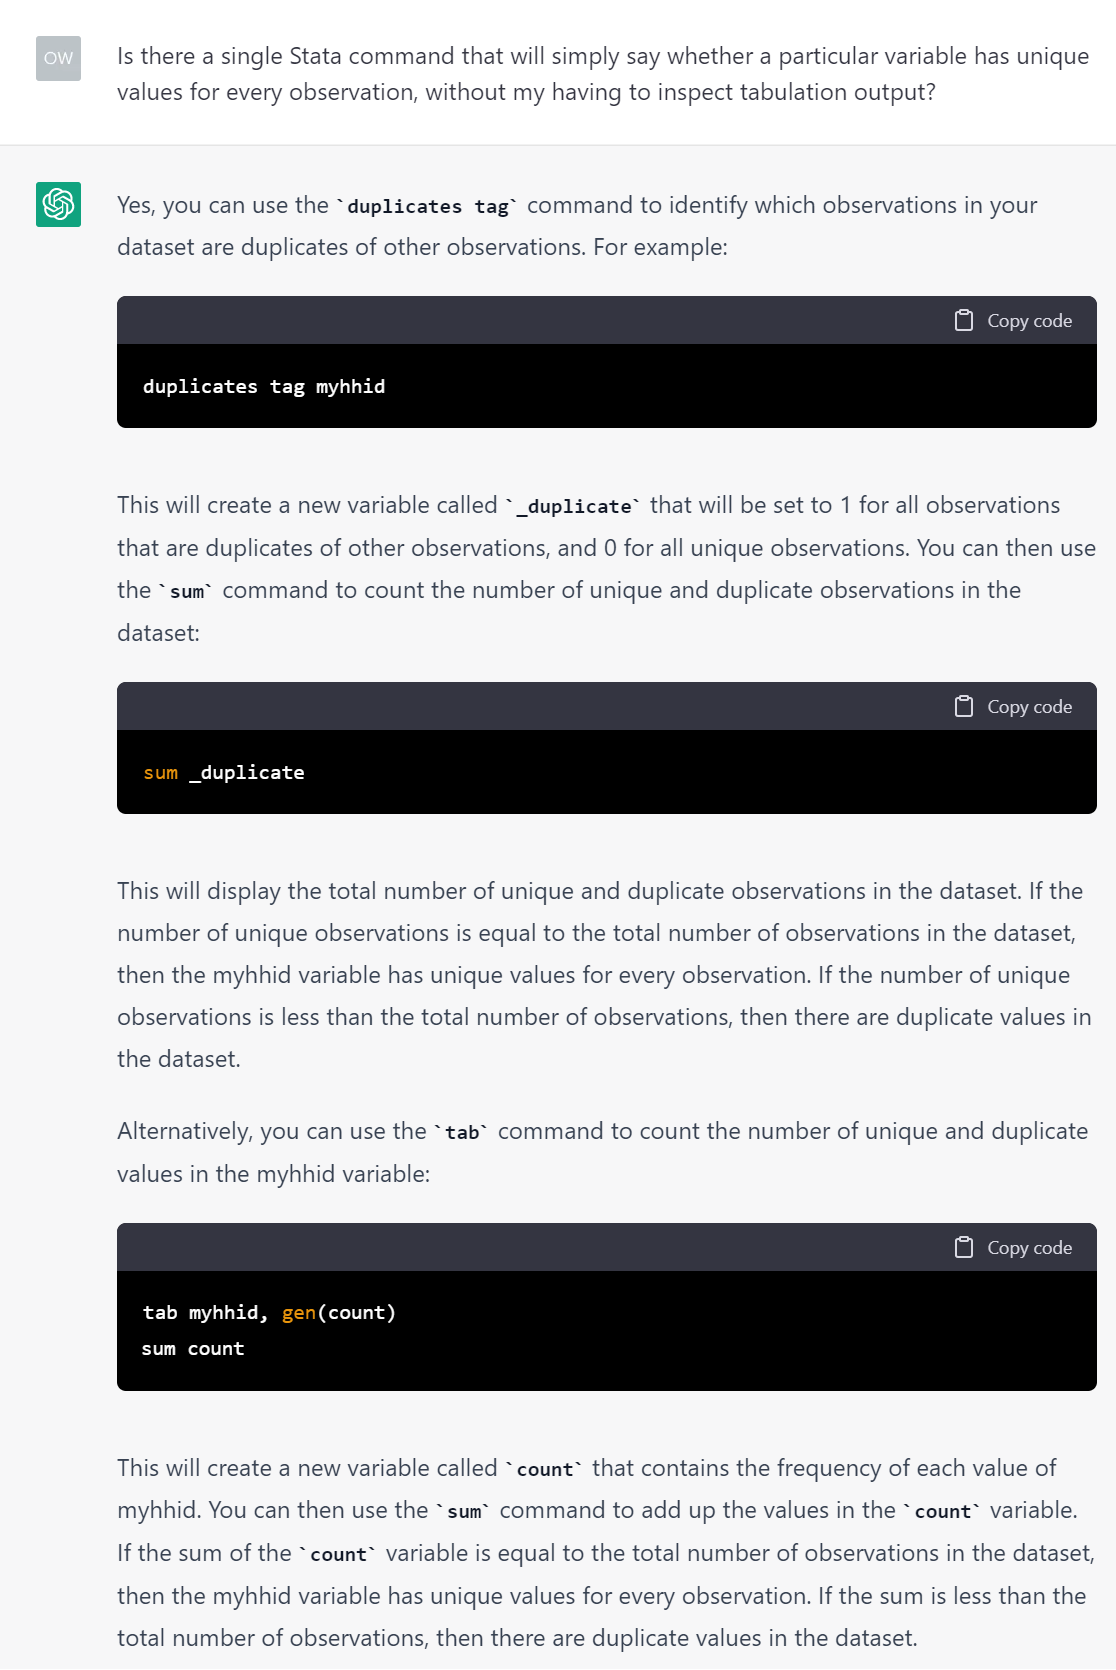 OW
Is there a single Stata command that will simply say whether a particular variable has unique
values for every observation, without my having to inspect tabulation output?
Yes, you can use the `duplicates tag` command to identify which observations in your
dataset are duplicates of other observations. For example:
Copy code
duplicates tag myhhid
This will create a new variable called `_duplicate` that will be set to 1 for all observations
that are duplicates of other observations, and 0 for all unique observations. You can then use
the `sum` command to count the number of unique and duplicate observations in the
dataset:
Copy code
sum _duplicate
This will display the total number of unique and duplicate observations in the dataset. If the
number of unique observations is equal to the total number of observations in the dataset,
then the myhhid variable has unique values for every observation. If the number of unique
observations is less than the total number of observations, then there are duplicate values in
the dataset.
Alternatively, you can use the `tab` command to count the number of unique and duplicate
values in the myhhid variable:
Copy code
tab myhhid, gen(count)
sum count
This will create a new variable called `count` that contains the frequency of each value of
myhhid. You can then use the `sum` command to add up the values in the `count` variable.
If the sum of the `count` variable is equal to the total number of observations in the dataset,
then the myhhid variable has unique values for every observation. If the sum is less than the
total number of observations, then there are duplicate values in the dataset.